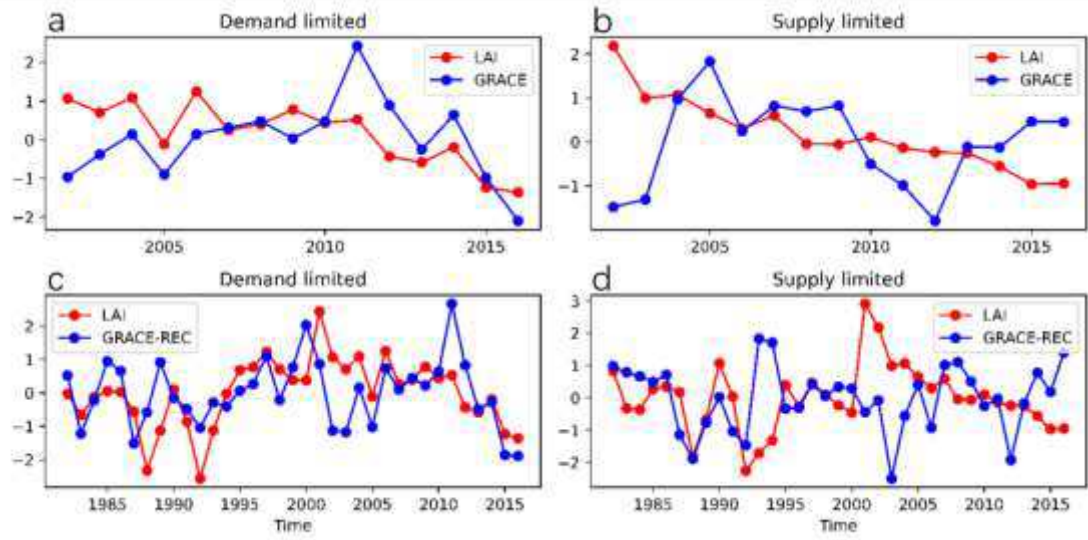 a Demand limited
LAI
GRACE
2
1
0
−1
−2
2005 2010 2015
b Supply limited
LAI
GRACE
2
1
0
−1
2005 2010 2015
c Demand limited
LAI
GRACE-REC
2
1
0
−1
−2
1985 1990 1995 2000 2005 2010 2015
Time
d Supply limited
LAI
GRACE-REC
3
2
1
0
−1
−2
1985 1990 1995 2000 2005 2010 2015
Time